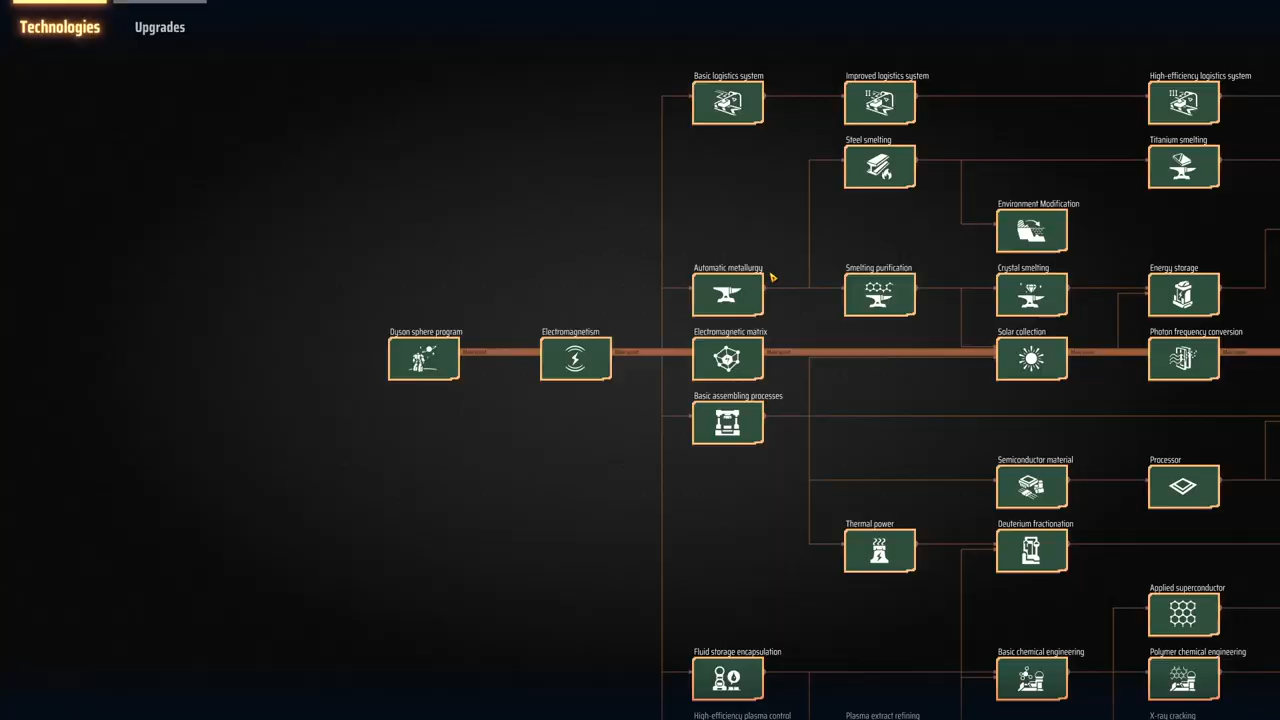 Technologies
Upgrades
Basic logistics system
Improved logistics system
High-efficiency logistics system
II
III
Steel smelting
Titanium smelting
Environment Modification
Automatic metallurgy
Smelting purification
Crystal smelting
Energy storage
Dyson sphere program
Electromagnetism
Electromagnetic matrix
Solar collection
Photon frequency conversion
Basic assembling processes
Semiconductor material
Processor
Thermal power
Deuterium fractionation
Applied superconductor
Fluid storage encapsulation
Basic chemical engineering
Polymer chemical engineering
High-efficiency plasma control
Plasma extract refining
X-ray cracking